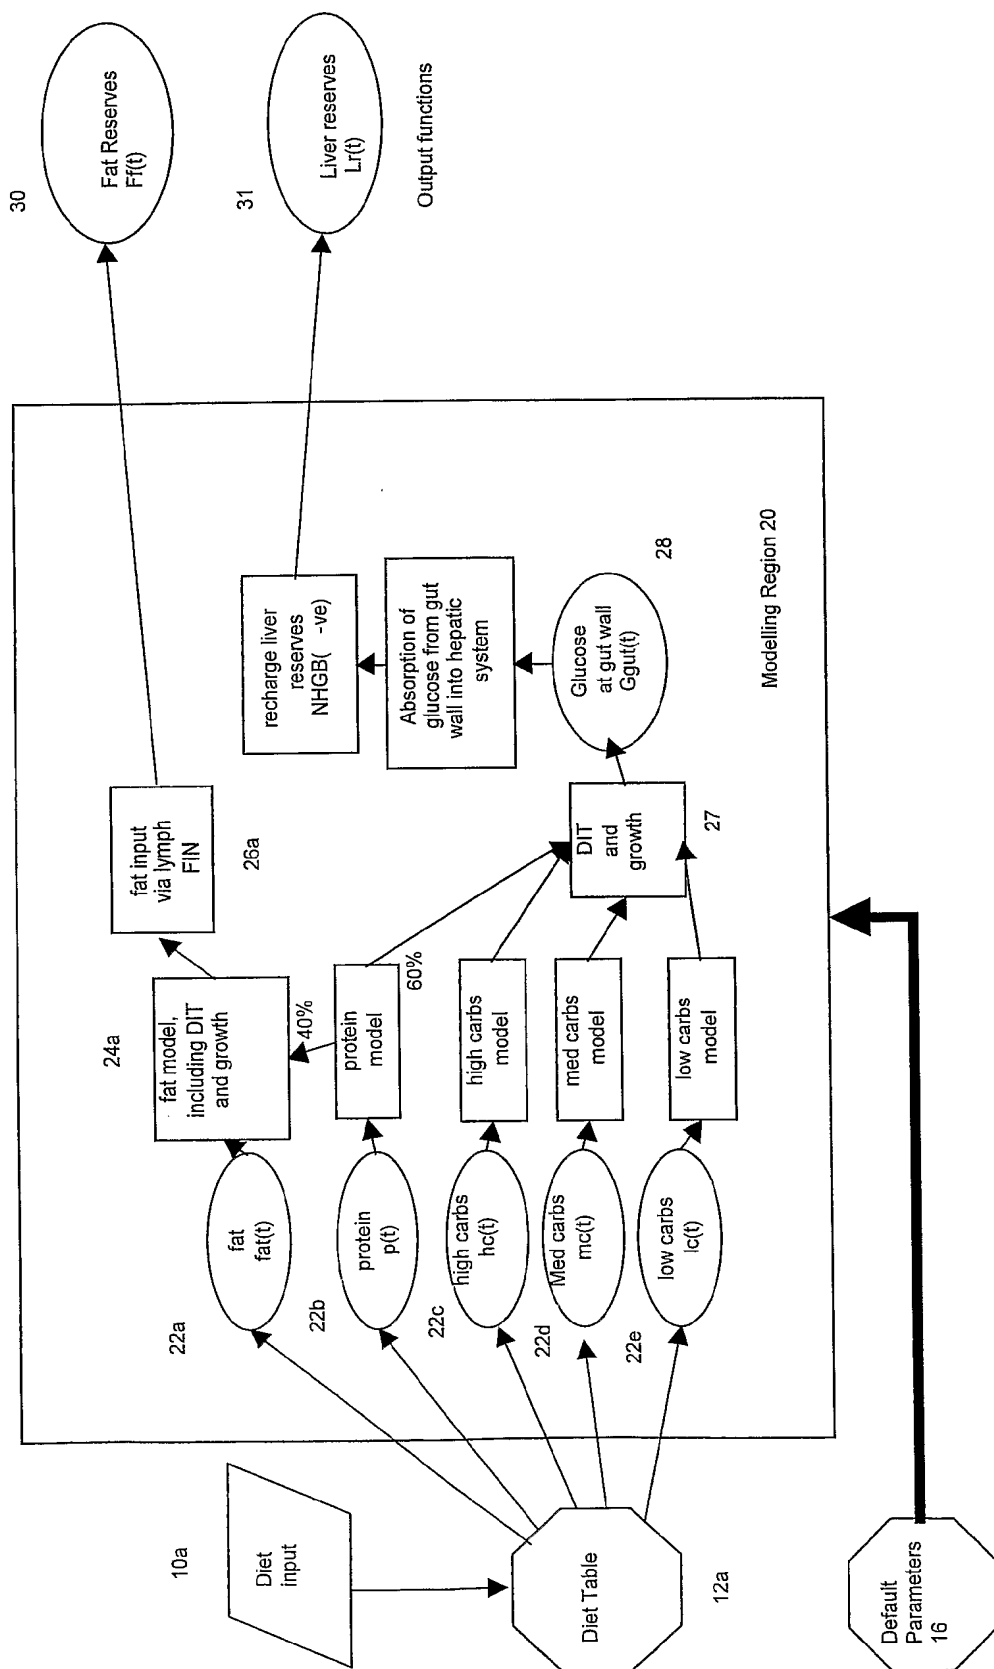 10a
Diet
input
Diet Table
12a
Default
Parameters
16
22a
fat
fat(t)
22b
protein
p(t)
22c
high carbs
hc(t)
22d
Med carbs
mc(t)
22e
low carbs
lc(t)
24a
fat model,
including DIT
and growth
40%
protein
model
60%
high carbs
model
med carbs
model
low carbs
model
fat input
via lymph
FIN
26a
DIT
and
growth
27
recharge liver
reserves
NHGB( -ve)
Absorption of
glucose from gut
wall into hepatic
system
Glucose
at gut wall
Ggut(t)
28
Modelling Region 20
30
Fat Reserves
Ff(t)
31
Liver reserves
Lr(t)
Output functions